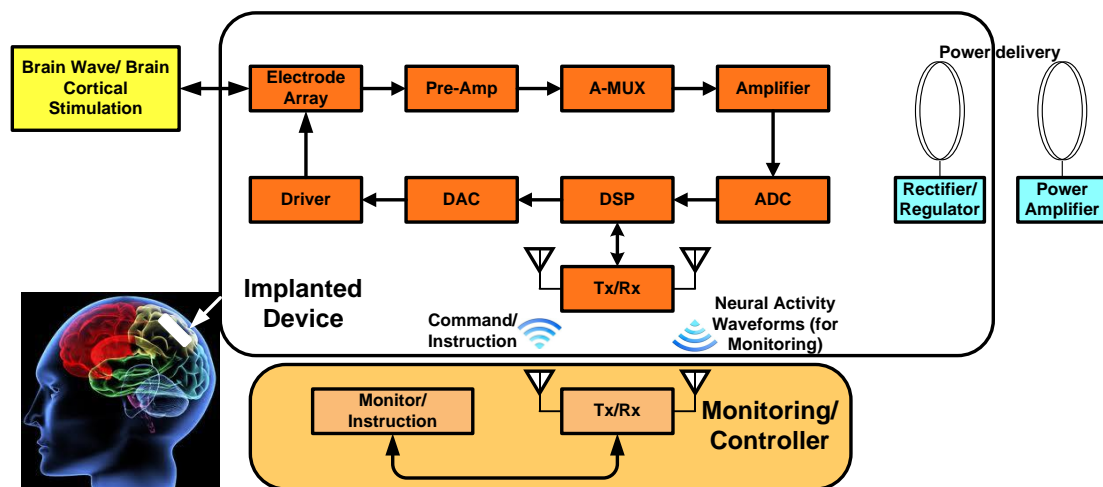 Power delivery
Brain Wave/ Brain
Cortical
Stimulation
Electrode
Array
Pre-Amp
A-MUX
Amplifier
Driver
DAC
DSP
ADC
Rectifier/
Regulator
Power
Amplifier
Tx/Rx
Implanted
Device
Command/
Instruction
Neural Activity
Waveforms (for
Monitoring)
Monitor/
Instruction
Tx/Rx
Monitoring/
Controller